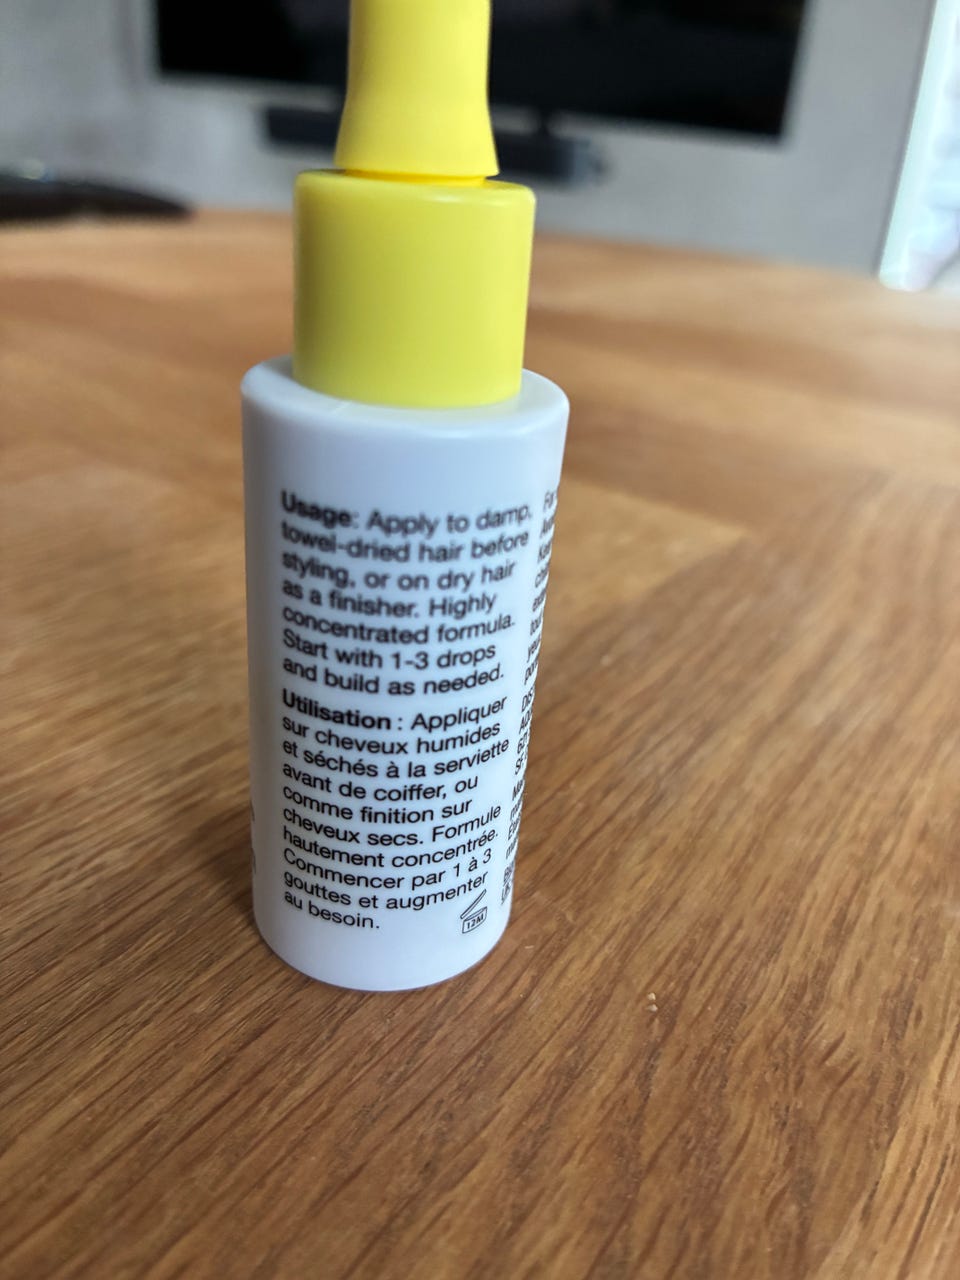 Usage: Apply to damp,
towel-dried hair before
styling, or on dry hair
as a finisher. Highly
concentrated formula.
Start with 1-3 drops
and build as needed.
Utilisation : Appliquer
sur cheveux humides
et séchés à la serviette
avant de coiffer, ou
comme finition sur
cheveux secs. Formule
hautement concentrée.
Commencer par 1 à 3
gouttes et augmenter
au besoin.
12M